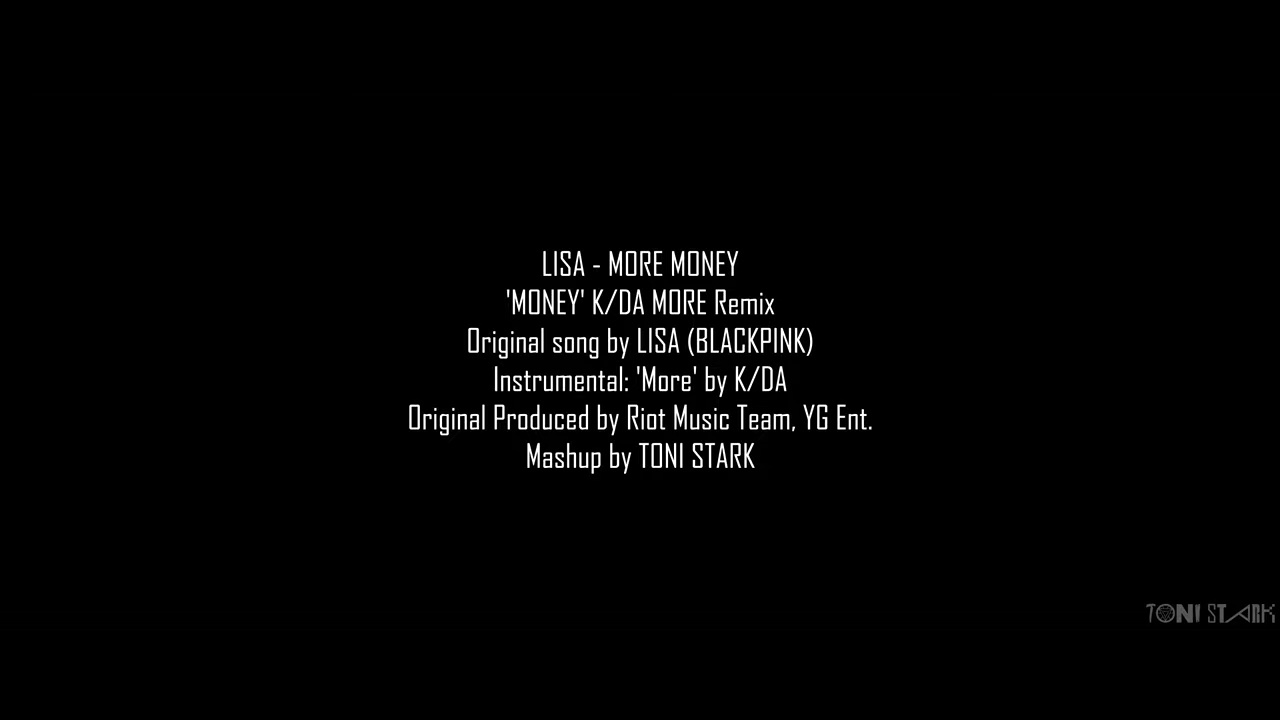 LISA - MORE MONEY
'MONEY' K/DA MORE Remix
Original song by LISA (BLACKPINK)
Instrumental: 'More' by K/DA
Original Produced by Riot Music Team, YG Ent.
Mashup by TONI STARK
TONI STARK